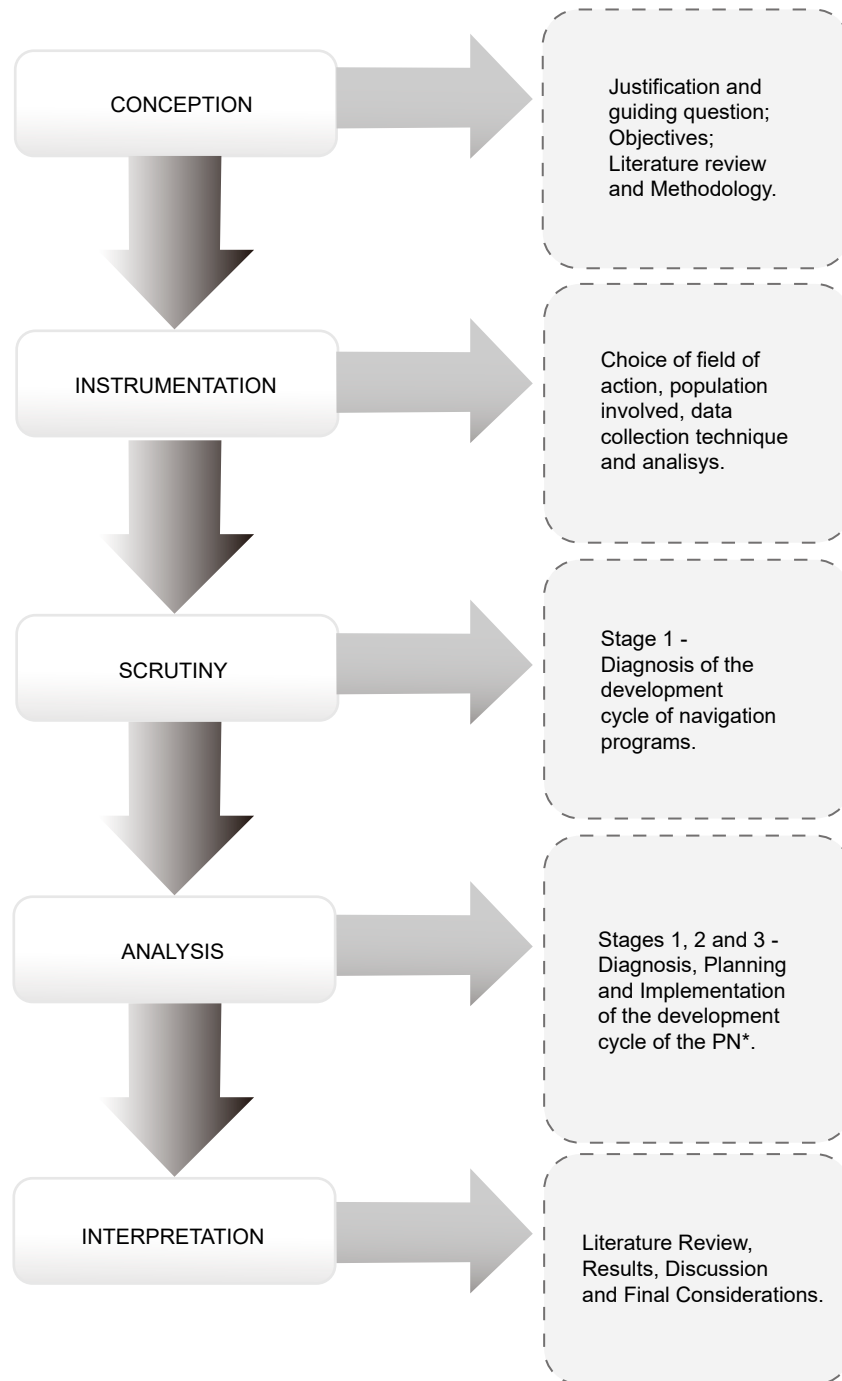 CONCEPTION
Justification and
guiding question;
Objectives;
Literature review
and Methodology.
INSTRUMENTATION
Choice of field of
action, population
involved, data
collection technique
and analisys.
SCRUTINY
Stage 1 -
Diagnosis of the
development
cycle of navigation
programs.
ANALYSIS
Stages 1, 2 and 3 -
Diagnosis, Planning
and Implementation
of the development
cycle of the PN*.
INTERPRETATION
Literature Review,
Results, Discussion
and Final Considerations.